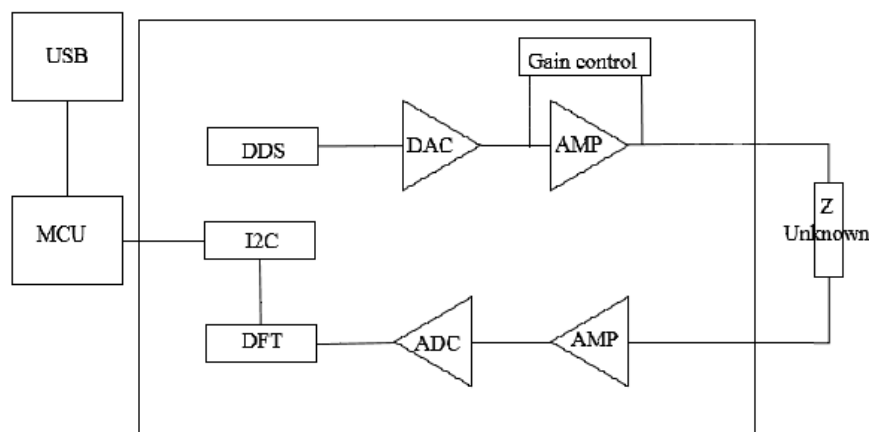 USB
Gain control
DDS
DAC
AMP
MCU
I2C
Z
Unknown
DFT
ADC
AMP